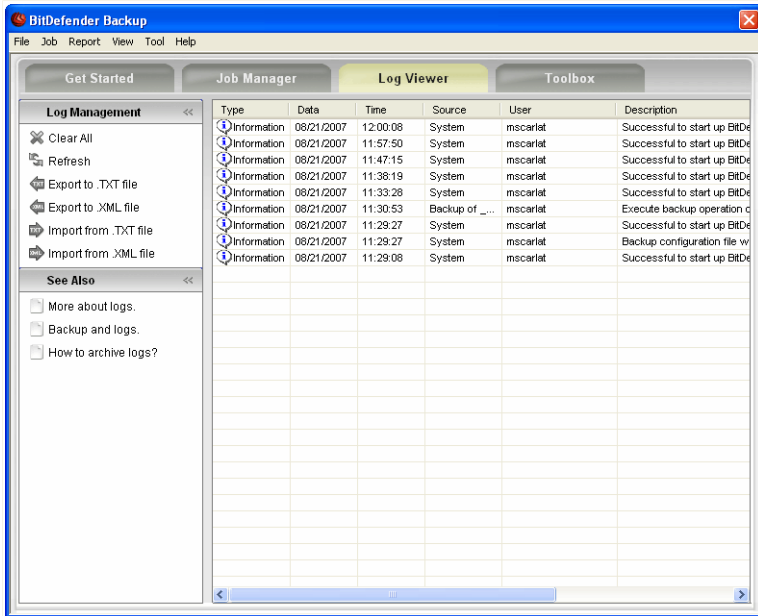 BitDefender Backup
File Job Report View Tool Help
Get Started Job Manager Log Viewer Toolbox
Log Management
Clear All
Refresh
Export to .TXT file
Export to .XML file
Import from .TXT file
Import from .XML file
See Also
More about logs.
Backup and logs.
How to archive logs?
Type Data Time Source User Description
Information 08/21/2007 12:00:08 System mscarlat Successful to start up BitDe
Information 08/21/2007 11:57:50 System mscarlat Successful to start up BitDe
Information 08/21/2007 11:47:15 System mscarlat Successful to start up BitDe
Information 08/21/2007 11:38:19 System mscarlat Successful to start up BitDe
Information 08/21/2007 11:33:28 System mscarlat Successful to start up BitDe
Information 08/21/2007 11:30:53 Backup of _... mscarlat Execute backup operation o
Information 08/21/2007 11:29:27 System mscarlat Successful to start up BitDe
Information 08/21/2007 11:29:27 System mscarlat Backup configuration file w
Information 08/21/2007 11:29:08 System mscarlat Successful to start up BitDe